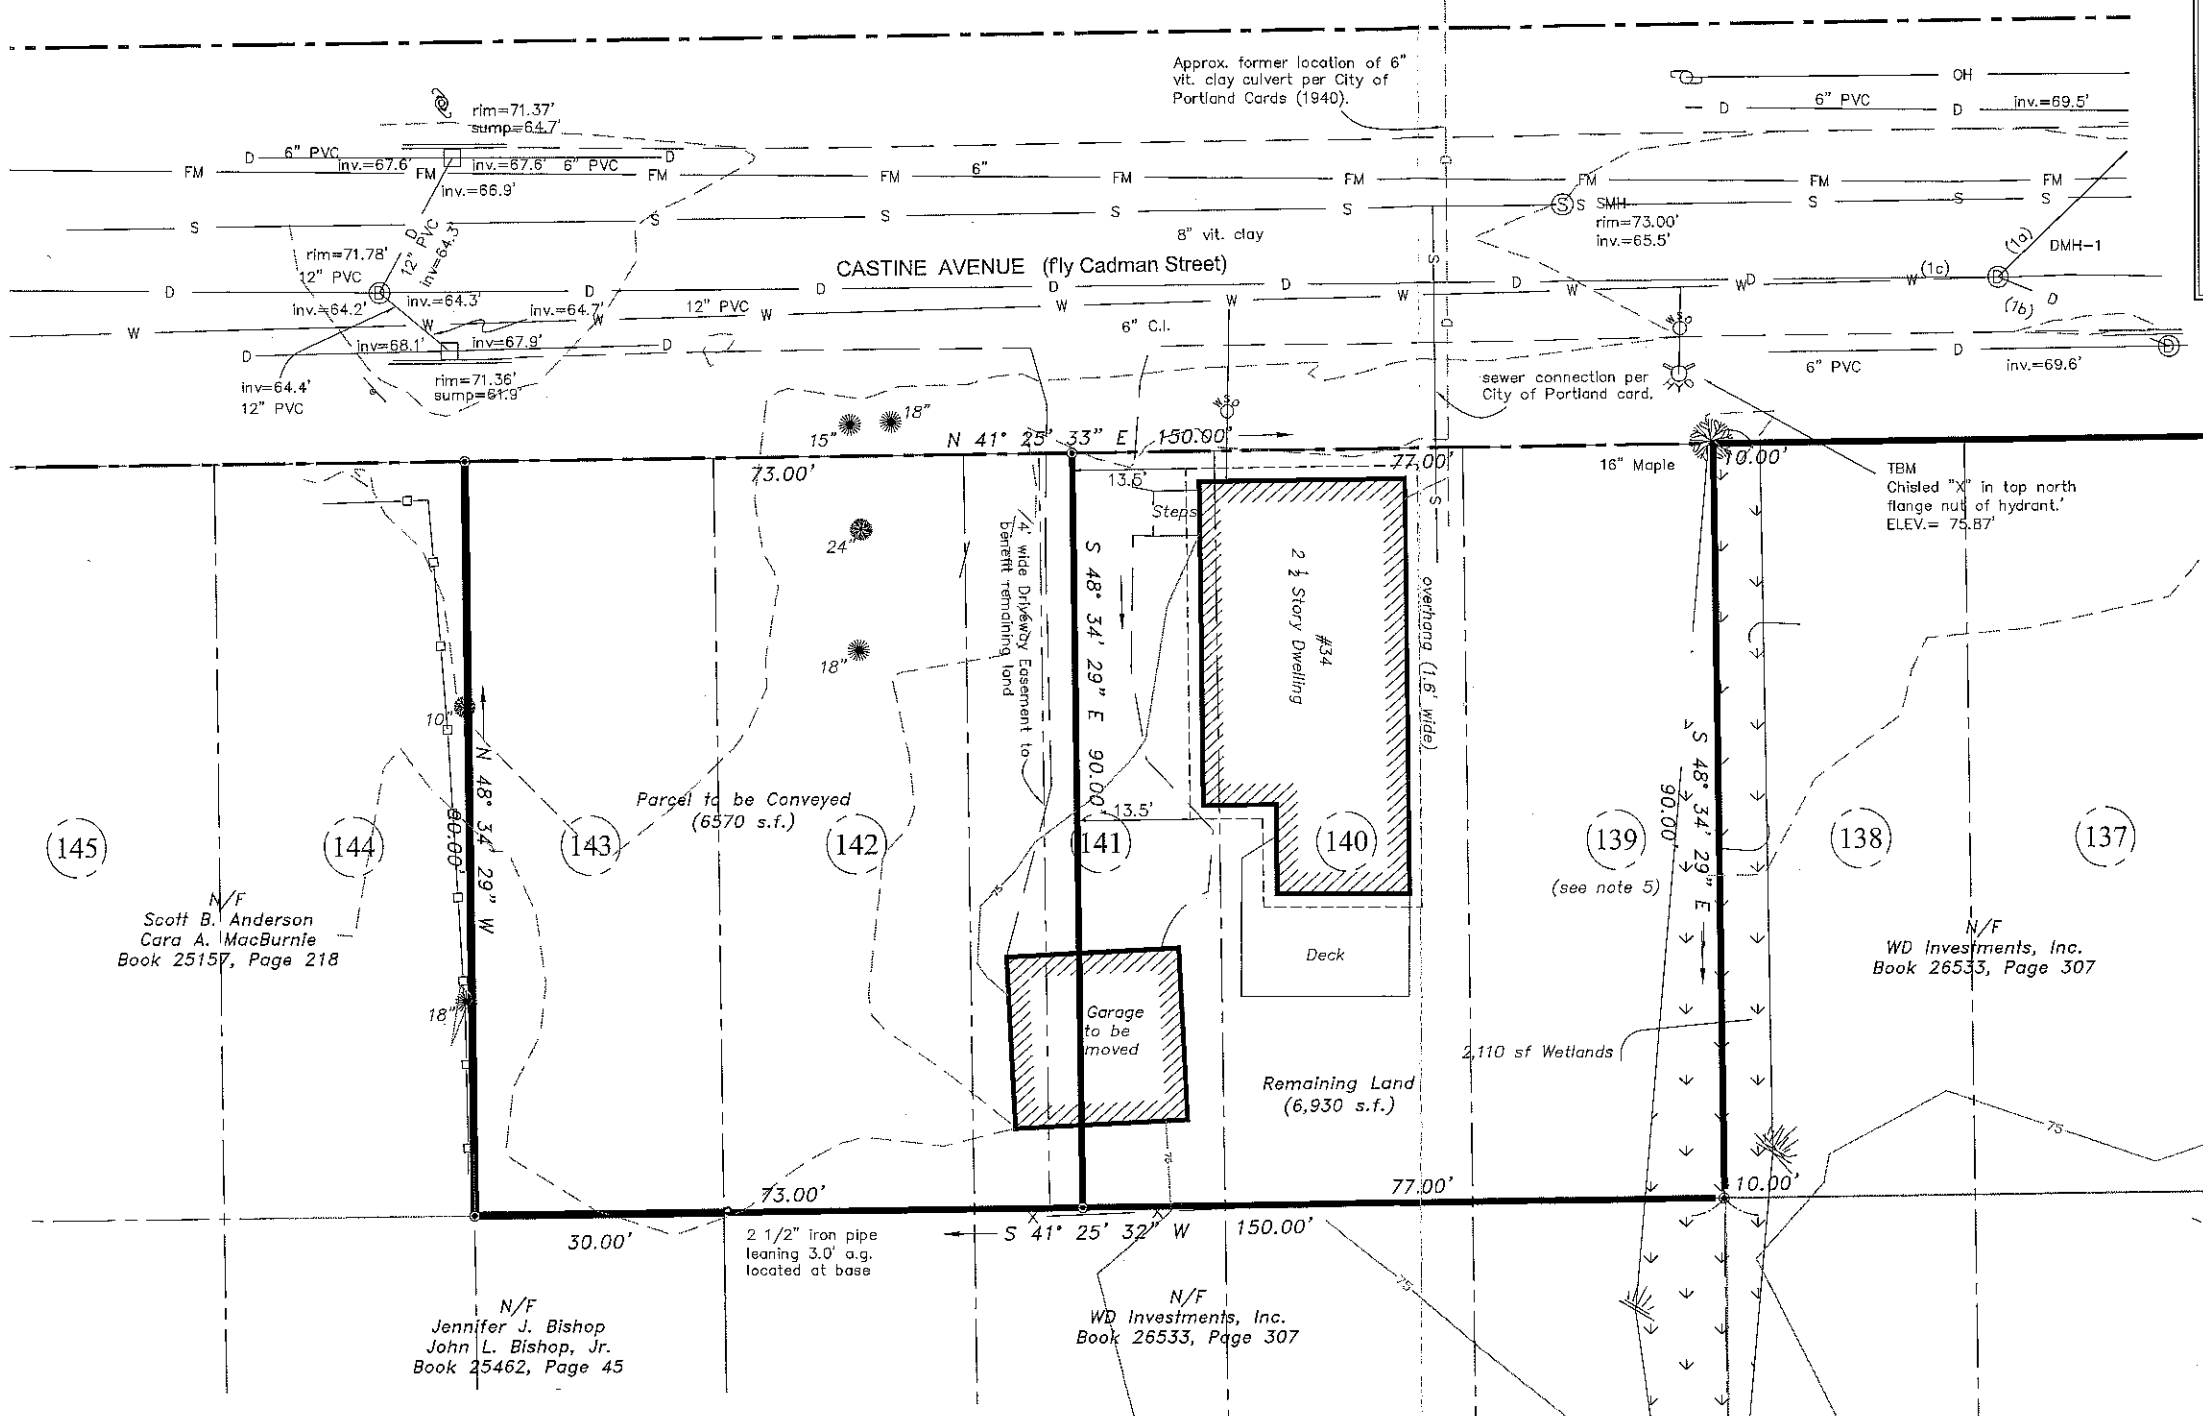 Approx. former location of 6"
vit. clay culvert per City of
Portland Cards (1940).
OH
D 6" PVC D inv.=69.5'
rim=71.37'
sump=64.7'
D 6" PVC inv.=67.6' inv.=67.6' 6" PVC D
FM FM FM FM 6" FM FM FM FM FM
inv.=66.9'
S S S S S S SMH S S S
rim=73.00'
inv.=65.5'
8" vit. clay
D
12" PVC
inv=64.3'
rim=71.78'
12" PVC
CASTINE AVENUE (f'ly Cadman Street)
(1a) DMH-1
D D inv.=64.3' D D D D D D (1c) D
(1b) D
inv.=64.2' inv.=64.7'
W W W 12" PVC W W W W W W W
6" C.I.
D inv=68.1' inv.=67.9' D
WSO
6" PVC D inv.=69.6' D
rim=71.36'
sump=61.9'
inv=64.4'
12" PVC
sewer connection per
City of Portland card.
WSO
15" 18"
N 41° 25' 33" E 150.00'
73.00' 77.00' 10.00'
16" Maple
13.5'
TBM
Chisled "X" in top north
flange nut of hydrant.'
ELEV.= 75.87'
Steps
24"
4' wide Driveway Easement to
benefit remaining land
S 48° 34' 29" E 90.00'
#34
2 ½ Story Dwelling
overhang (1.6' wide)
18"
10"
N 48° 34' 29" W
90.00'
S 48° 34' 29" E
90.00'
Parcel to be Conveyed
(6570 s.f.)
13.5'
145 144 143 142 141 140 139 138 137
(see note 5)
75
N/F
Scott B. Anderson
Cara A. MacBurnie
Book 25157, Page 218
N/F
WD Investments, Inc.
Book 26533, Page 307
Deck
18"
Garage
to be
moved
2,110 sf Wetlands
Remaining Land
(6,930 s.f.)
75
75
73.00' 77.00' 10.00'
30.00'
2 1/2" iron pipe
leaning 3.0' a.g.
located at base
S 41° 25' 32" W 150.00'
75
N/F
Jennifer J. Bishop
John L. Bishop, Jr.
Book 25462, Page 45
N/F
WD Investments, Inc.
Book 26533, Page 307